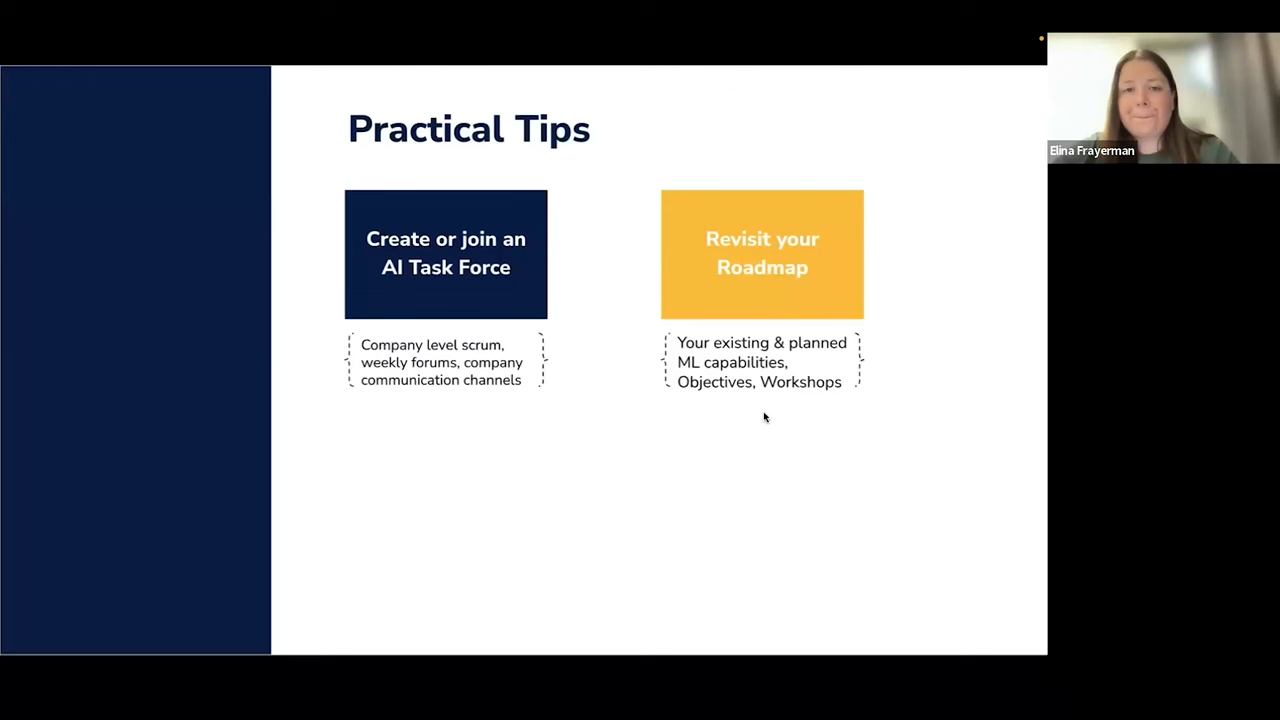 Practical Tips
Create or join an
AI Task Force
Company level scrum,
weekly forums, company
communication channels
Revisit your
Roadmap
Your existing & planned
ML capabilities,
Objectives, Workshops
Elina Frayerman